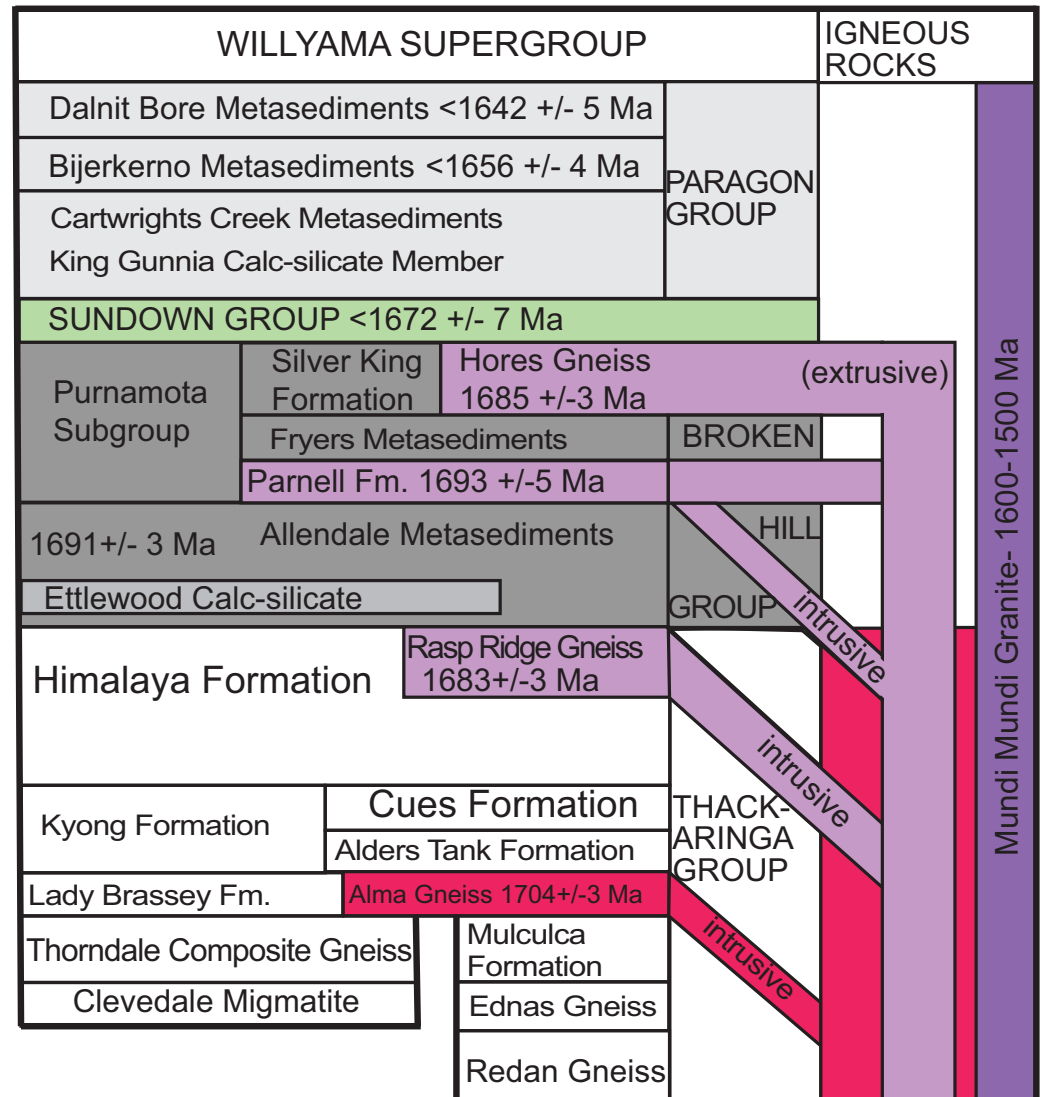 WILLYAMA SUPERGROUP
IGNEOUS
ROCKS
Dalnit Bore Metasediments <1642 +/- 5 Ma
Bijerkerno Metasediments <1656 +/- 4 Ma
Cartwrights Creek Metasediments
King Gunnia Calc-silicate Member
PARAGON
GROUP
SUNDOWN GROUP <1672 +/- 7 Ma
Purnamota
Subgroup
Silver King
Formation
Hores Gneiss
1685 +/-3 Ma
(extrusive)
Fryers Metasediments
BROKEN
Parnell Fm. 1693 +/-5 Ma
1691+/- 3 Ma
Allendale Metasediments
HILL
Ettlewood Calc-silicate
GROUP
intrusive
Himalaya Formation
Rasp Ridge Gneiss
1683+/-3 Ma
intrusive
Kyong Formation
Cues Formation
Alders Tank Formation
THACK-
ARINGA
GROUP
Lady Brassey Fm.
Alma Gneiss 1704+/-3 Ma
intrusive
Thorndale Composite Gneiss
Clevedale Migmatite
Mulculca
Formation
Ednas Gneiss
Redan Gneiss
Mundi Mundi Granite- 1600-1500 Ma